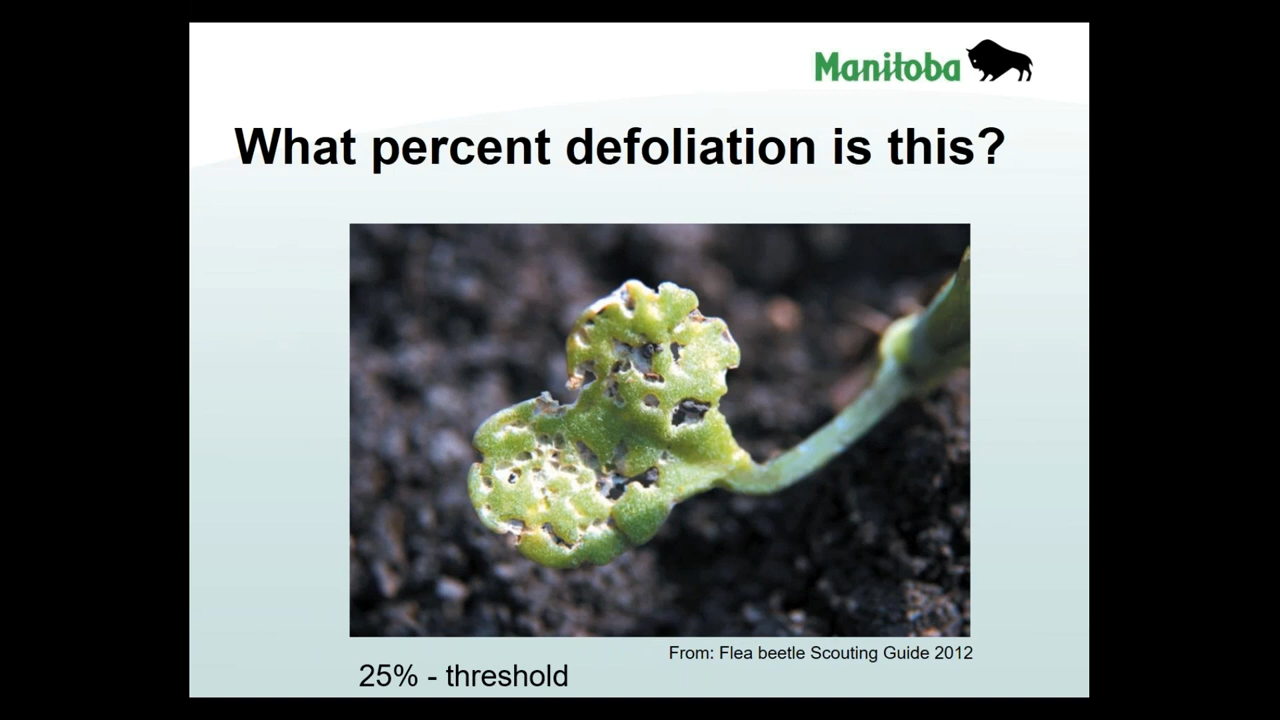 Manitoba
What percent defoliation is this?
From: Flea beetle Scouting Guide 2012
25% - threshold